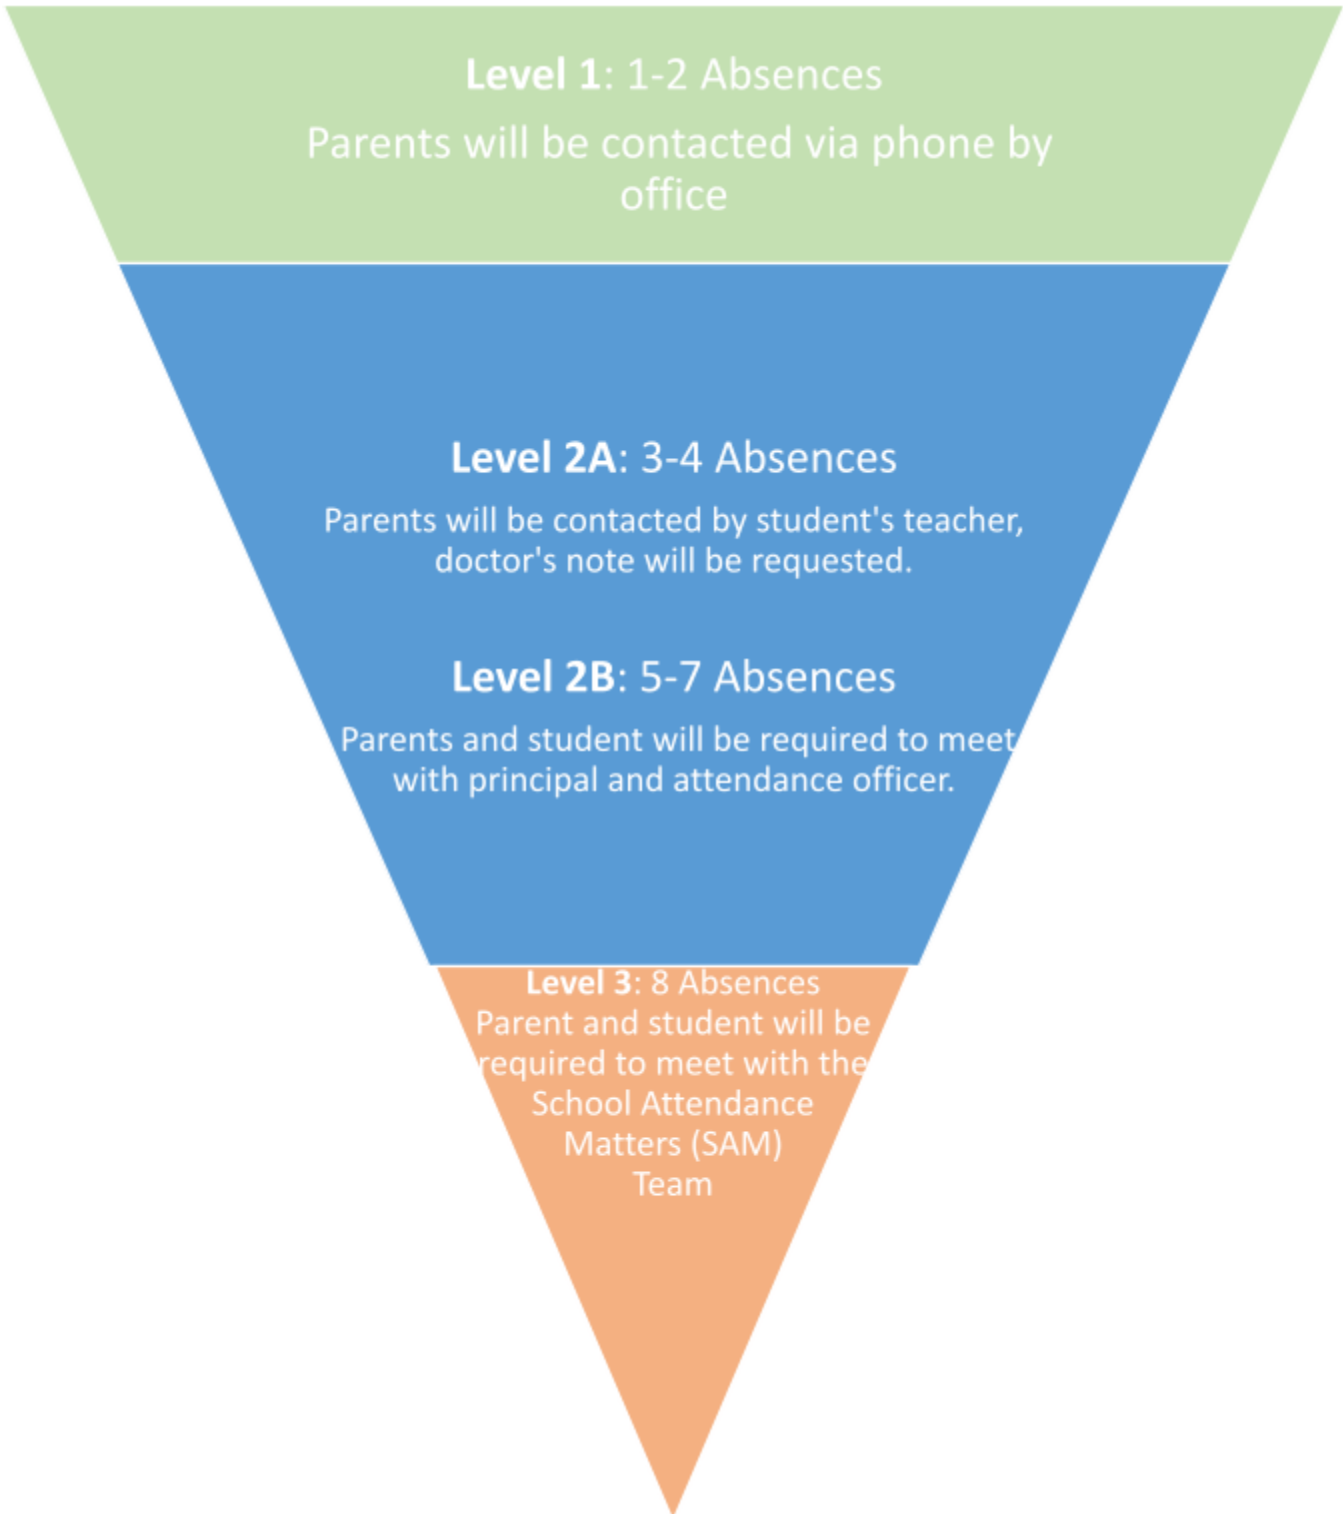 Level 1: 1-2 Absences
Parents will be contacted via phone by
office
Level 2A: 3-4 Absences
Parents will be contacted by student's teacher,
doctor's note will be requested.
Level 2B: 5-7 Absences
Parents and student will be required to meet
with principal and attendance officer.
Level 3: 8 Absences
Parent and student will be
required to meet with the
School Attendance
Matters (SAM)
Team